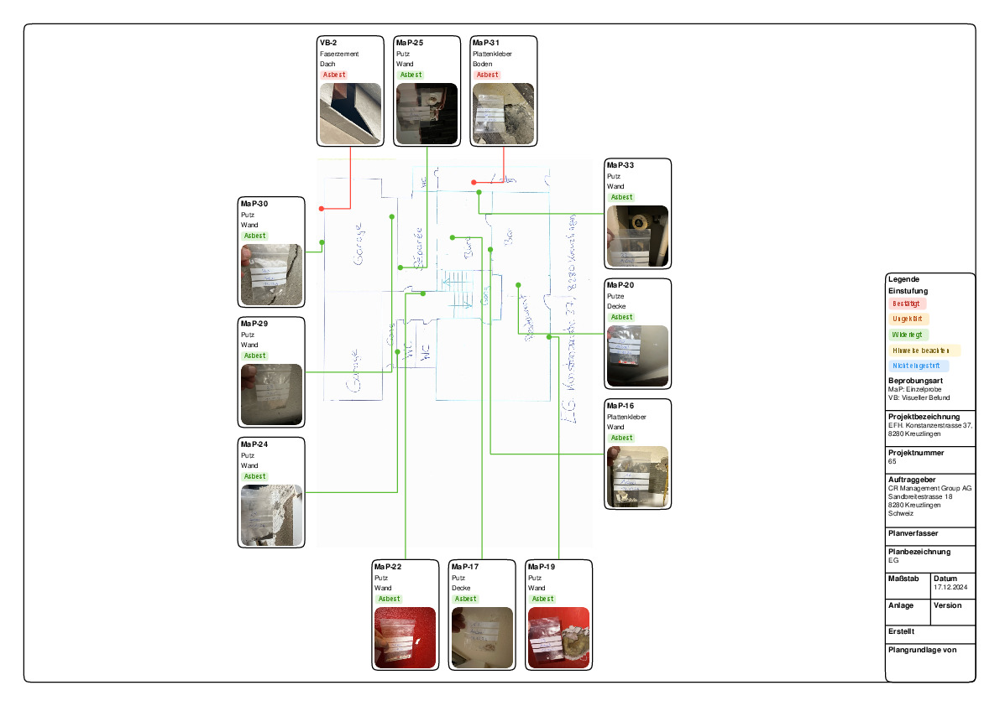 VB-2
Faserzement
Dach
Asbest
MaP-25
Putz
Wand
Asbest
MaP-31
Plattenkleber
Boden
Asbest
MaP-33
Putz
Wand
Asbest
MaP-30
Putz
Wand
Asbest
MaP-20
Putze
Decke
Asbest
MaP-29
Putz
Wand
Asbest
MaP-16
Plattenkleber
Wand
Asbest
MaP-24
Putz
Wand
Asbest
MaP-22
Putz
Wand
Asbest
MaP-17
Putz
Decke
Asbest
MaP-19
Putz
Wand
Asbest
WC
Garage
Séparée
Büro
Bar
Garage
WC
WC
Restaurant
EG. Konstanzerstr. 37, 8280 Kreuzlingen
Legende
Einstufung
Bestätigt
Ungeklärt
Widerlegt
Hinweise beachten
Nicht eingestuft
Beprobungsart
MaP: Einzelprobe
VB: Visueller Befund
Projektbezeichnung
EFH. Konstanzerstrasse 37,
8280 Kreuzlingen
Projektnummer
65
Auftraggeber
CR Management Group AG
Sandbreitestrasse 18
8280 Kreuzlingen
Schweiz
Planverfasser
Planbezeichnung
EG
Maßstab
Datum
17.12.2024
Anlage
Version
Erstellt
Plangrundlage von